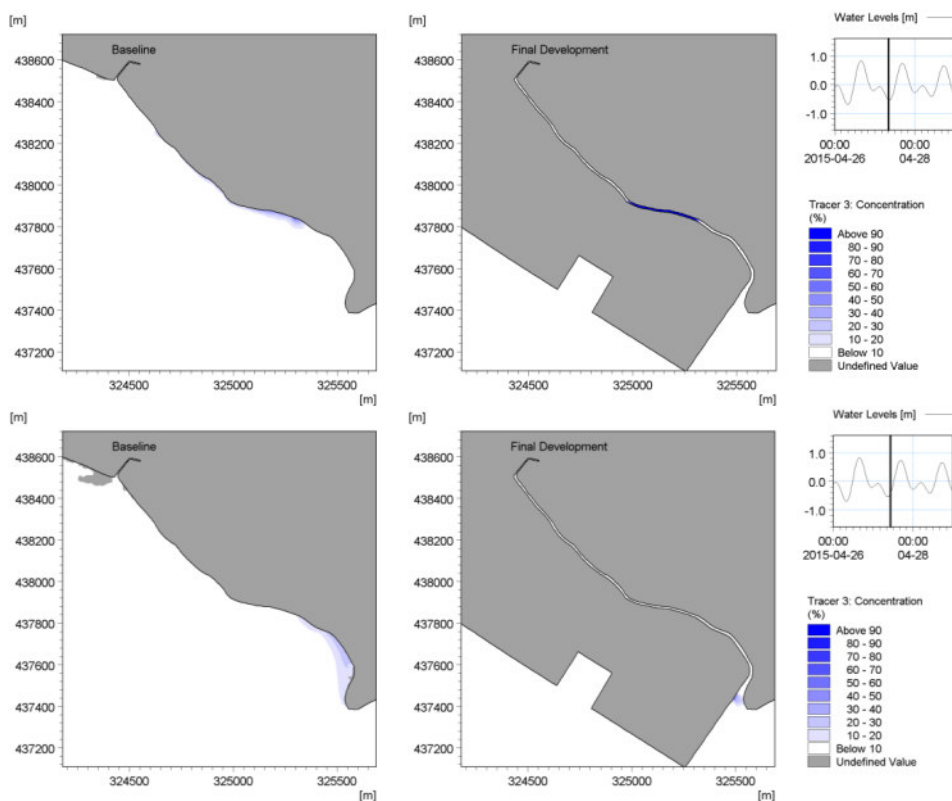 [m]
[m]
Water Levels [m]
Baseline
Final Development
438600
438400
438200
438000
437800
437600
437400
437200
324500
325000
325500
[m]
438600
438400
438200
438000
437800
437600
437400
437200
324500
325000
325500
[m]
1.0
0.0
-1.0
00:00
00:00
2015-04-26
04-28
Tracer 3: Concentration
(%)
Above 90
80 - 90
70 - 80
60 - 70
50 - 60
40 - 50
30 - 40
20 - 30
10 - 20
Below 10
Undefined Value
[m]
[m]
Water Levels [m]
Baseline
Final Development
438600
438400
438200
438000
437800
437600
437400
437200
324500
325000
325500
[m]
438600
438400
438200
438000
437800
437600
437400
437200
324500
325000
325500
[m]
1.0
0.0
-1.0
00:00
00:00
2015-04-26
04-28
Tracer 3: Concentration
(%)
Above 90
80 - 90
70 - 80
60 - 70
50 - 60
40 - 50
30 - 40
20 - 30
10 - 20
Below 10
Undefined Value